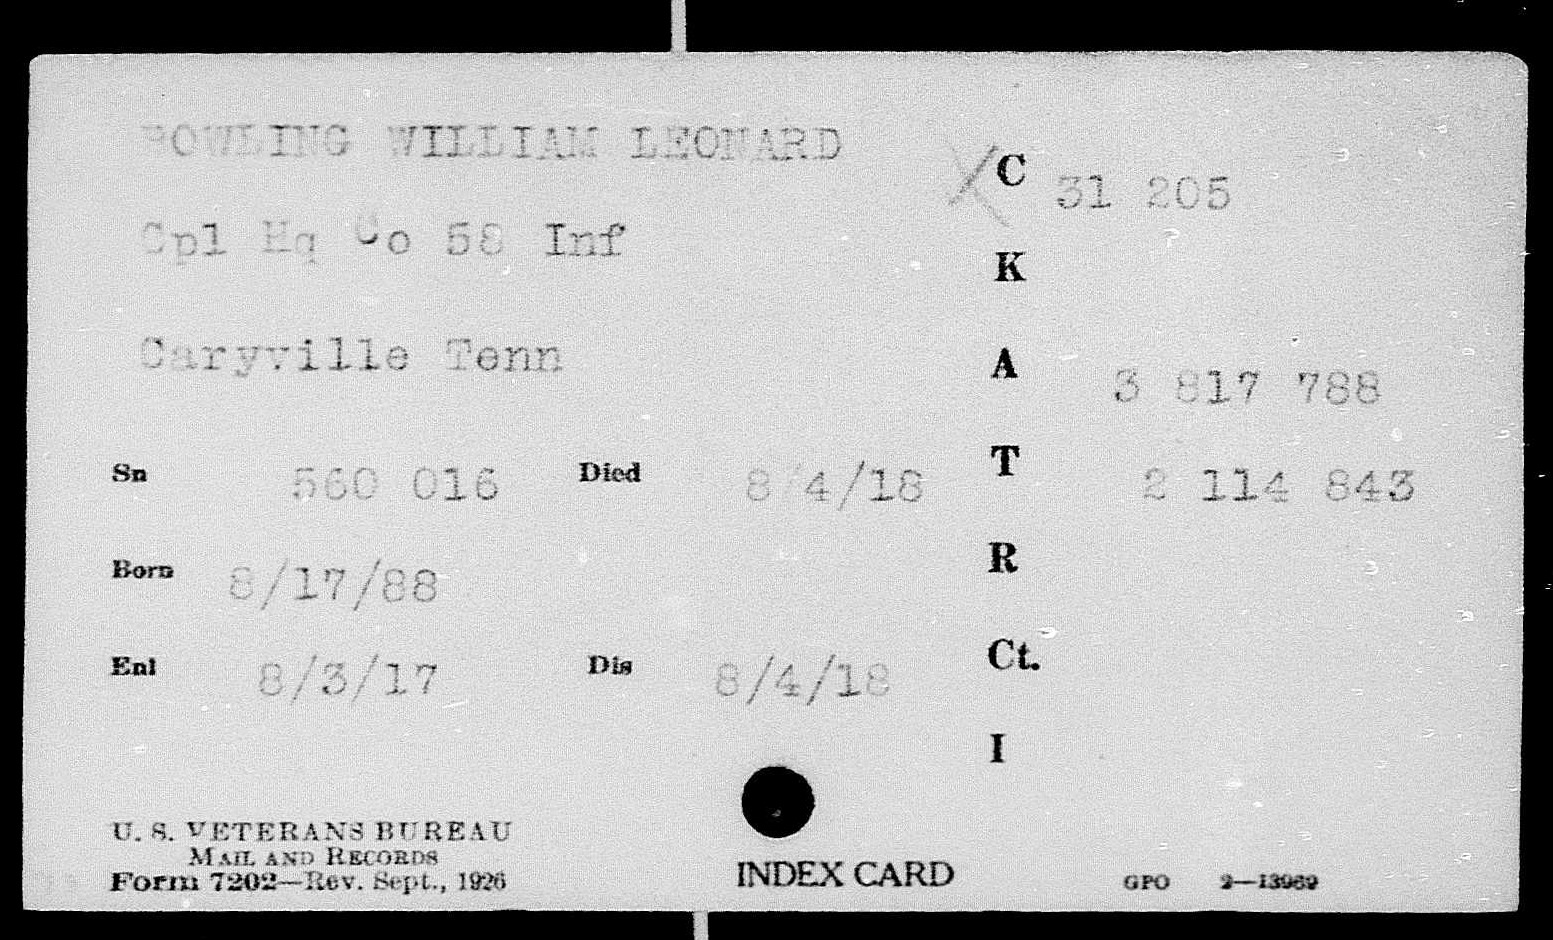 BOWLING WILLIAM LEONARD
C 31 205
Cpl Hq Co 58 Inf
K
Caryville Tenn
A 3 817 788
Sn 560 016 Died 8/4/18
T 2 114 843
Born 8/17/88
R
Enl 8/3/17 Dis 8/4/18
Ct.
I
U. S. VETERANS BUREAU
MAIL AND RECORDS
Form 7202—Rev. Sept., 1926
INDEX CARD
GPO 2—13969